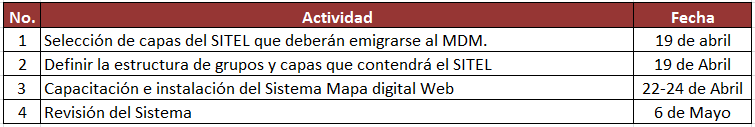 No. Actividad Fecha
1 Selección de capas del SITEL que deberán emigrarse al MDM. 19 de abril
2 Definir la estructura de grupos y capas que contendrá el SITEL 19 de Abril
3 Capacitación e instalación del Sistema Mapa digital Web 22-24 de Abril
4 Revisión del Sistema 6 de Mayo